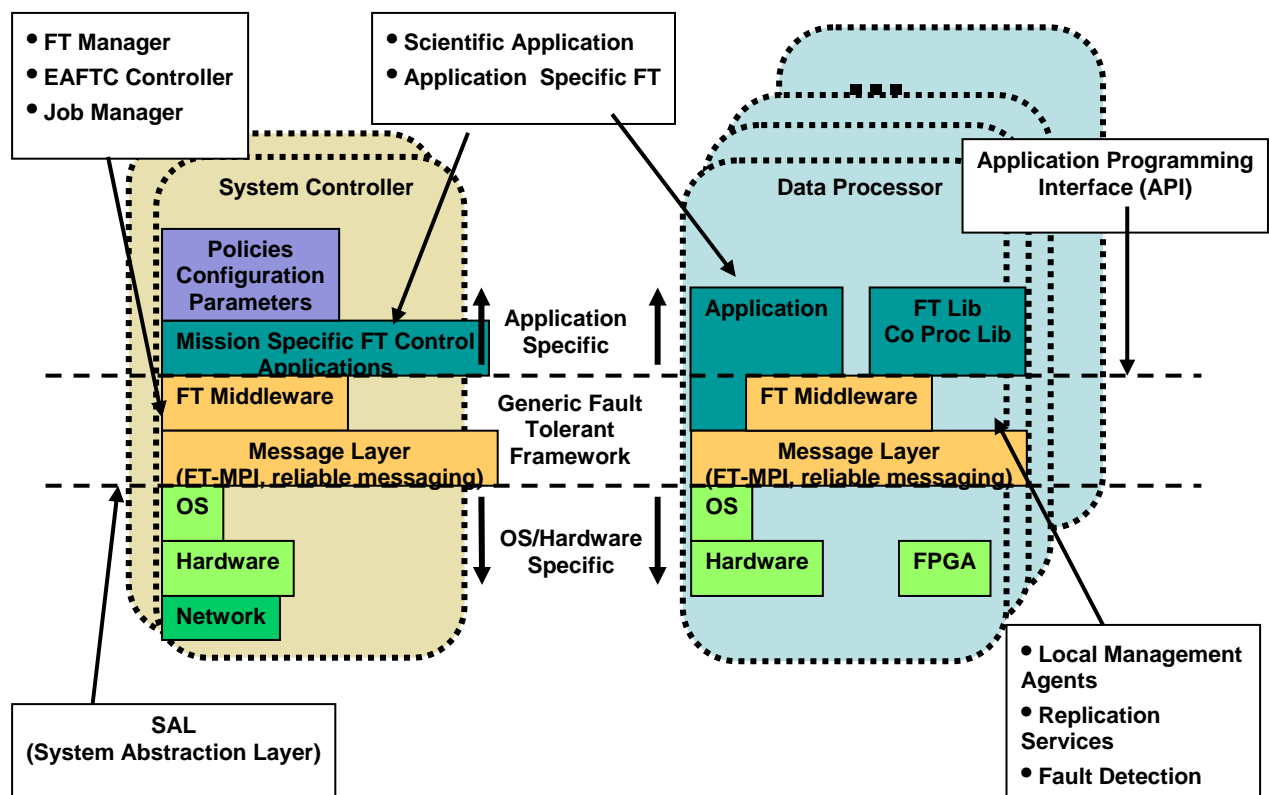 • FT Manager
• EAFTC Controller
• Job Manager
• Scientific Application
• Application Specific FT
Application Programming
Interface (API)
System Controller
Data Processor
Policies
Configuration
Parameters
Mission Specific FT Control
Applications
Application
Specific
Application
FT Lib
Co Proc Lib
FT Middleware
Generic Fault
Tolerant
Framework
FT Middleware
Message Layer
(FT-MPI, reliable messaging)
Message Layer
(FT-MPI, reliable messaging)
OS
Hardware
Network
OS/Hardware
Specific
OS
Hardware
FPGA
SAL
(System Abstraction Layer)
• Local Management
Agents
• Replication
Services
• Fault Detection